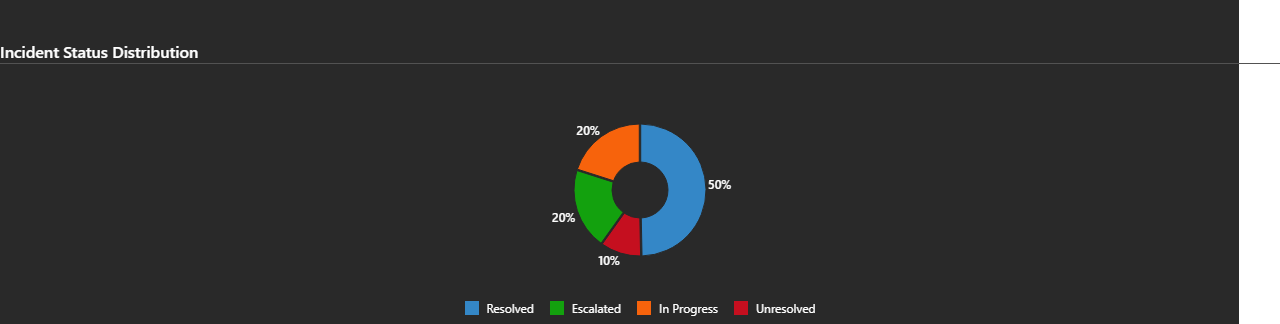 Incident Status Distribution
20%
50%
20%
10%
Resolved Escalated In Progress Unresolved